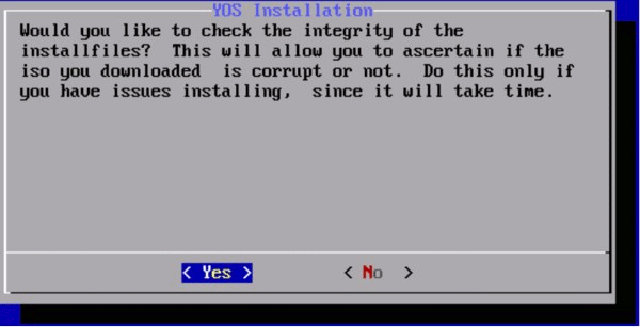 YOS Installation
Would you like to check the integrity of the
installfiles? This will allow you to ascertain if the
iso you downloaded is corrupt or not. Do this only if
you have issues installing, since it will take time.
< Yes > < No >